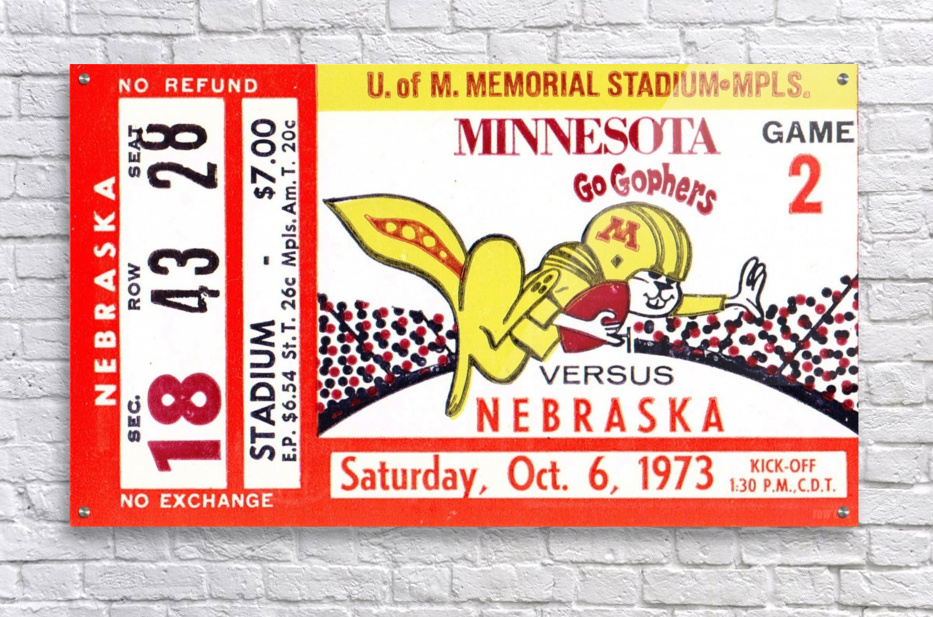 NO REFUND
NEBRASKA
SEAT 28
ROW 43
SEC. 18
STADIUM - $7.00
E.P. $6.54 St. T. 26c Mpls. Am. T. 20c
NO EXCHANGE
U. of M. MEMORIAL STADIUM•MPLS.
MINNESOTA
Go Gophers
GAME
2
M
VERSUS
NEBRASKA
Saturday, Oct. 6, 1973
KICK-OFF
1:30 P.M., C.D.T.